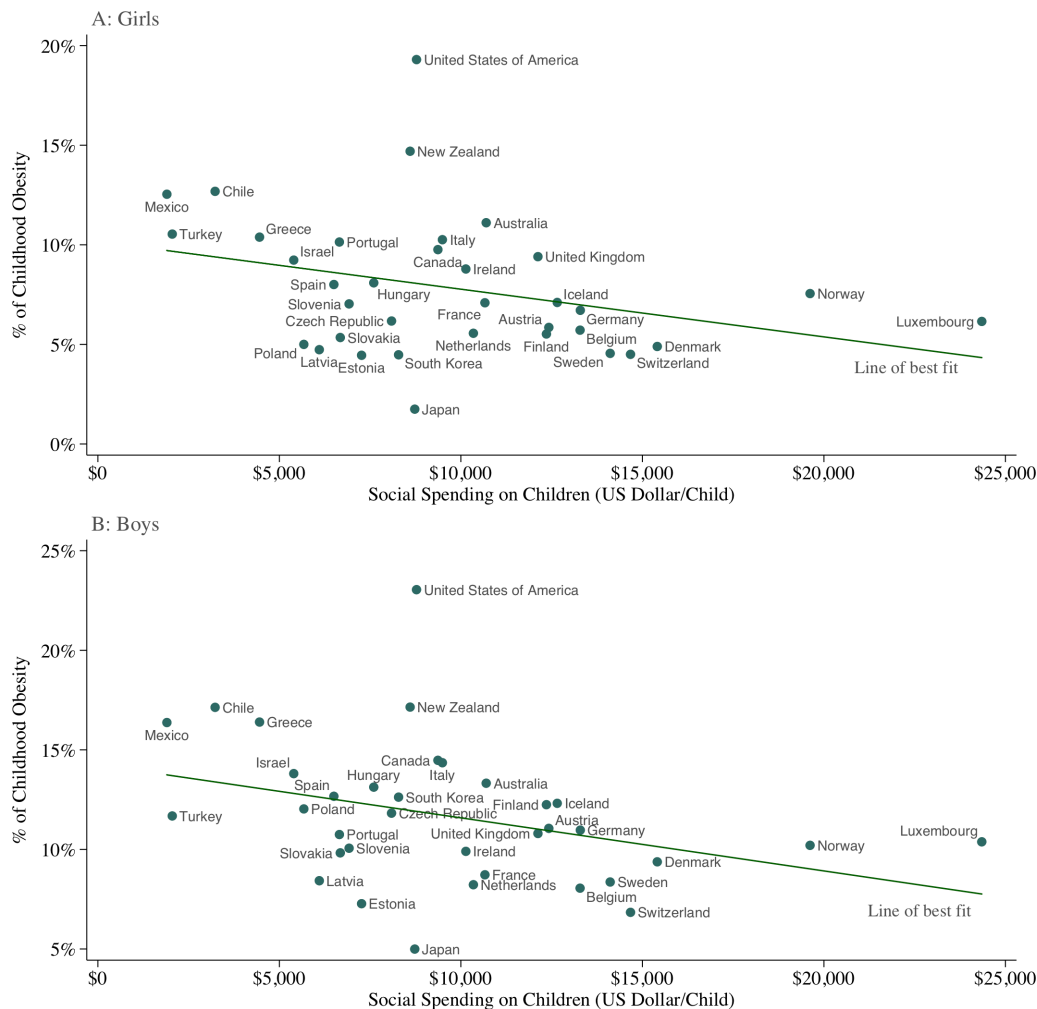 A: Girls
20%
15%
10%
5%
0%
% of Childhood Obesity
United States of America
New Zealand
Chile
Mexico
Australia
Turkey
Greece
Portugal
Italy
Israel
Canada
United Kingdom
Ireland
Spain
Hungary
Iceland
Norway
Slovenia
France
Luxembourg
Czech Republic
Austria
Germany
Slovakia
Netherlands
Finland
Belgium
Poland
Latvia
Estonia
South Korea
Sweden
Denmark
Switzerland
Line of best fit
Japan
$0 $5,000 $10,000 $15,000 $20,000 $25,000
Social Spending on Children (US Dollar/Child)
B: Boys
25%
20%
15%
10%
5%
% of Childhood Obesity
United States of America
Chile
New Zealand
Greece
Mexico
Israel
Canada
Italy
Hungary
Spain
Australia
South Korea
Finland
Iceland
Poland
Czech Republic
Turkey
Austria
Portugal
United Kingdom
Germany
Luxembourg
Slovakia
Slovenia
Ireland
Norway
Denmark
Latvia
France
Netherlands
Sweden
Belgium
Estonia
Switzerland
Line of best fit
Japan
$0 $5,000 $10,000 $15,000 $20,000 $25,000
Social Spending on Children (US Dollar/Child)